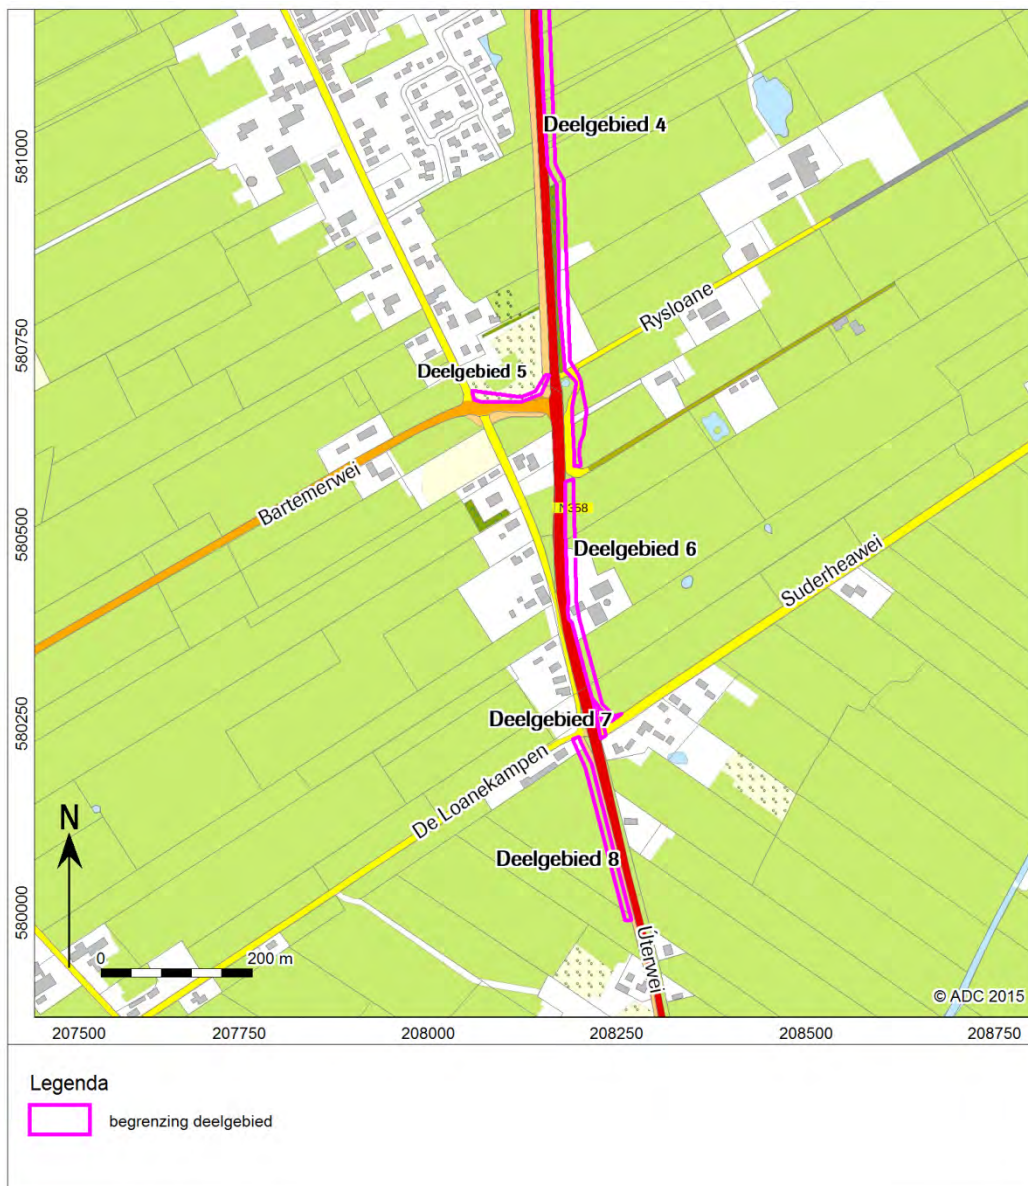 Deelgebied 4
581000
Rysloane
580750
Deelgebied 5
Bartemerwei
N368
580500
Deelgebied 6
Suderheawei
580250
Deelgebied 7
De Loanekampen
N
Deelgebied 8
580000
Úterwei
0 200 m
© ADC 2015
207500 207750 208000 208250 208500 208750
Legenda
begrenzing deelgebied